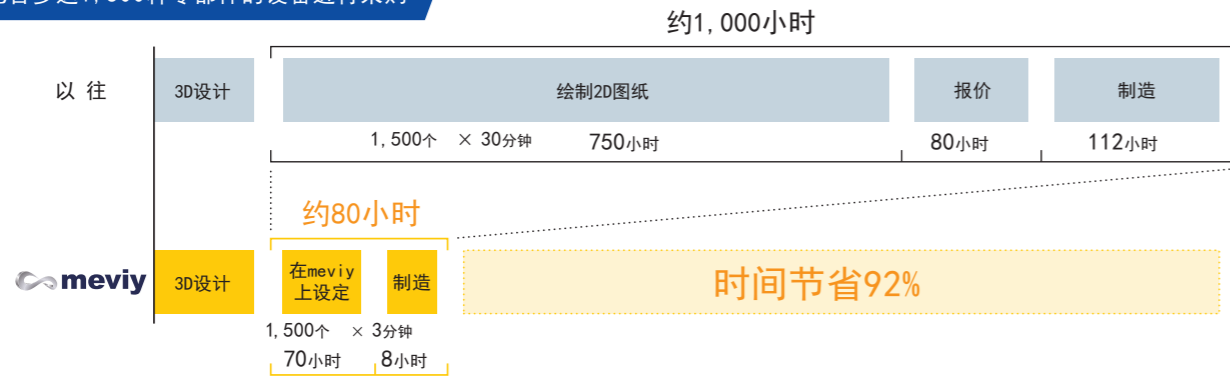 约1,000小时
以 往
3D设计
绘制2D图纸
报价
制造
1,500个 × 30分钟 750小时
80小时
112小时
约80小时
meviy
3D设计
在meviy
上设定
制造
时间节省92%
1,500个 × 3分钟
70小时
8小时